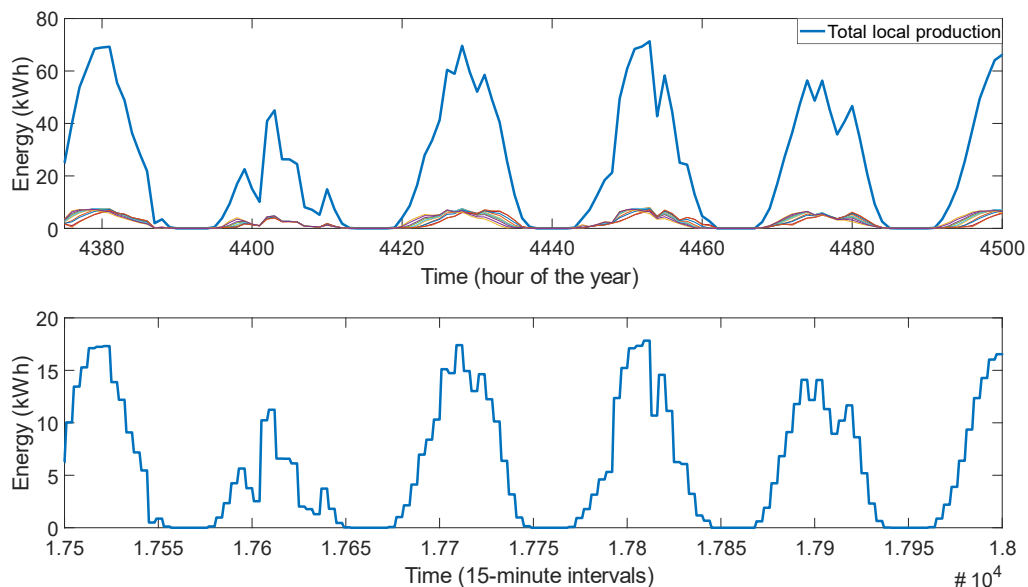 80
60
40
20
0
Energy (kWh)
Total local production
4380 4400 4420 4440 4460 4480 4500
Time (hour of the year)
20
15
10
5
0
Energy (kWh)
1.75 1.755 1.76 1.765 1.77 1.775 1.78 1.785 1.79 1.795 1.8
Time (15-minute intervals)
# 10⁴